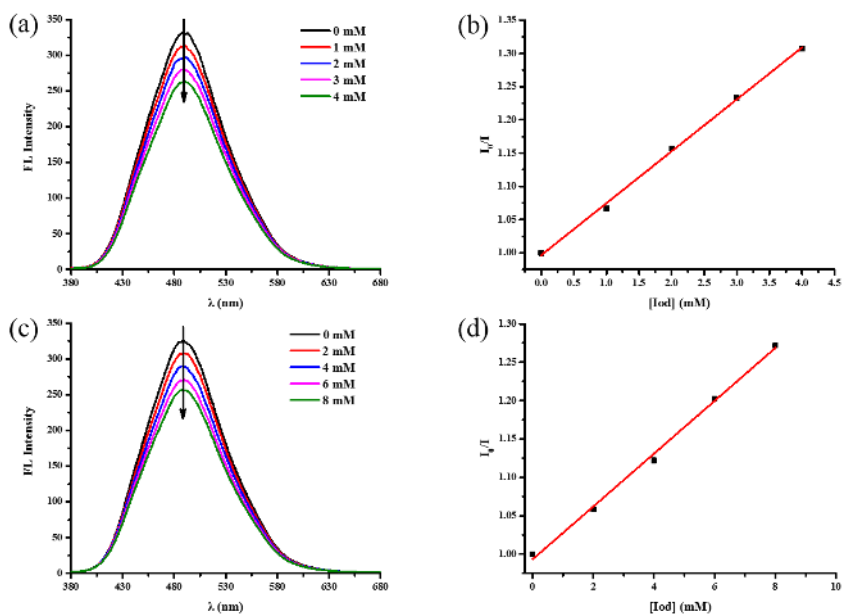 (a)
350
300
250
200
150
100
50
0
FL Intensity
0 mM
1 mM
2 mM
3 mM
4 mM
380 430 480 530 580 630 680
λ (nm)
(b)
1.35
1.30
1.25
1.20
1.15
1.10
1.05
1.00
I₀/I
0.0 0.5 1.0 1.5 2.0 2.5 3.0 3.5 4.0 4.5
[Iod] (mM)
(c)
350
300
250
200
150
100
50
0
FL Intensity
0 mM
2 mM
4 mM
6 mM
8 mM
380 430 480 530 580 630 680
λ (nm)
(d)
1.30
1.25
1.20
1.15
1.10
1.05
1.00
I₀/I
0 2 4 6 8 10
[Iod] (mM)